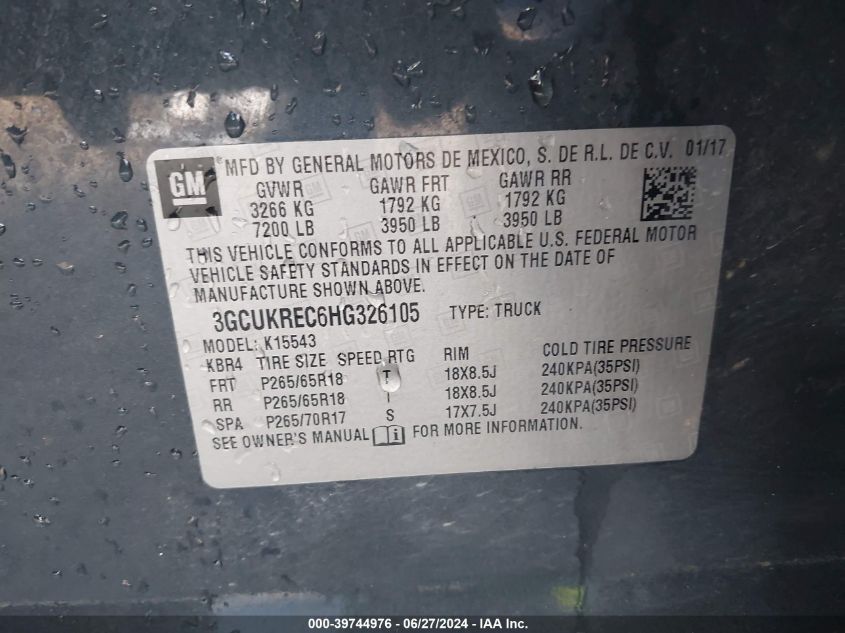 GM
MFD BY GENERAL MOTORS DE MEXICO, S. DE R.L. DE C.V. 01/17
GVWR GAWR FRT GAWR RR
3266 KG 1792 KG 1792 KG
7200 LB 3950 LB 3950 LB
THIS VEHICLE CONFORMS TO ALL APPLICABLE U.S. FEDERAL MOTOR
VEHICLE SAFETY STANDARDS IN EFFECT ON THE DATE OF
MANUFACTURE SHOWN ABOVE.
3GCUKREC6HG326105 TYPE: TRUCK
MODEL: K15543
KBR4 TIRE SIZE SPEED RTG RIM COLD TIRE PRESSURE
FRT P265/65R18 T 18X8.5J 240KPA(35PSI)
RR P265/65R18 18X8.5J 240KPA(35PSI)
SPA P265/70R17 S 17X7.5J 240KPA(35PSI)
SEE OWNER'S MANUAL FOR MORE INFORMATION.
000-39744976 - 06/27/2024 - IAA Inc.